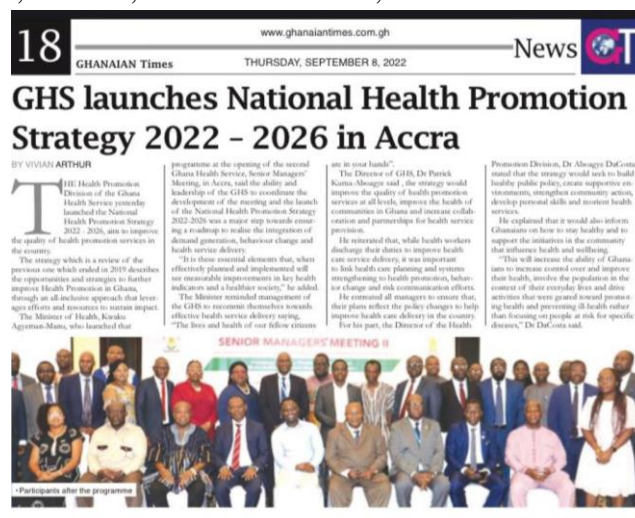 18
GHANAIAN Times
www.ghanaiantimes.com.gh
THURSDAY, SEPTEMBER 8, 2022
News
GT
GHS launches National Health Promotion
Strategy 2022 – 2026 in Accra
BY VIVIAN ARTHUR
THE Health Promotion
Division of the Ghana
Health Service yesterday
launched the National
Health Promotion Strategy
2022 - 2026, aim to improve
the quality of health promotion services in
the country.
The strategy which is a review of the
previous one which ended in 2019 describes
the opportunities and strategies to further
improve Health Promotion in Ghana,
through an all-inclusive approach that lever-
ages efforts and resources to sustain impact.
The Minister of Health, Kwaku
Agyeman-Manu, who launched that
programme at the opening of the second
Ghana Health Service, Senior Managers'
Meeting, in Accra, said the ability and
leadership of the GHS to coordinate the
development of the meeting and the launch
of the National Health Promotion Strategy
2022-2026 was a major step towards ensur-
ing a roadmap to realise the integration of
demand generation, behaviour change and
health service delivery.
"It is these essential elements that, when
effectively planned and implemented will
see measurable improvements in key health
indicators and a healthier society," he added.
The Minister reminded management of
the GHS to recommit themselves towards
effective health service delivery saying,
"The lives and health of our fellow citizens
are in your hands".
The Director of GHS, Dr Patrick
Kuma-Aboagye said , the strategy would
improve the quality of health promotion
services at all levels, improve the health of
communities in Ghana and increase collab-
oration and partnerships for health service
provision.
He reiterated that, while health workers
discharge their duties to improve health
care service delivery, it was important
to link health care planning and systems
strengthening to health promotion, behav-
ior change and risk communication efforts.
He entreated all managers to ensure that,
their plans reflect the policy changes to help
improve health care delivery in the country.
For his part, the Director of the Health
Promotion Division, Dr Aboagye DaCosta
stated that the strategy would seek to build
healthy public policy, create supportive en-
vironments, strengthen community action,
develop personal skills and reorient health
services.
He explained that it would also inform
Ghanaians on how to stay healthy and to
support the initiatives in the community
that influence health and wellbeing.
"This will increase the ability of Ghana-
ians to increase control over and improve
their health, involve the population in the
context of their everyday lives and drive
activities that were geared toward promot-
ing health and preventing ill-health rather
than focusing on people at risk for specific
diseases," Dr DaCosta said.
SENIOR MANAGERS' MEETING II
• Participants after the programme